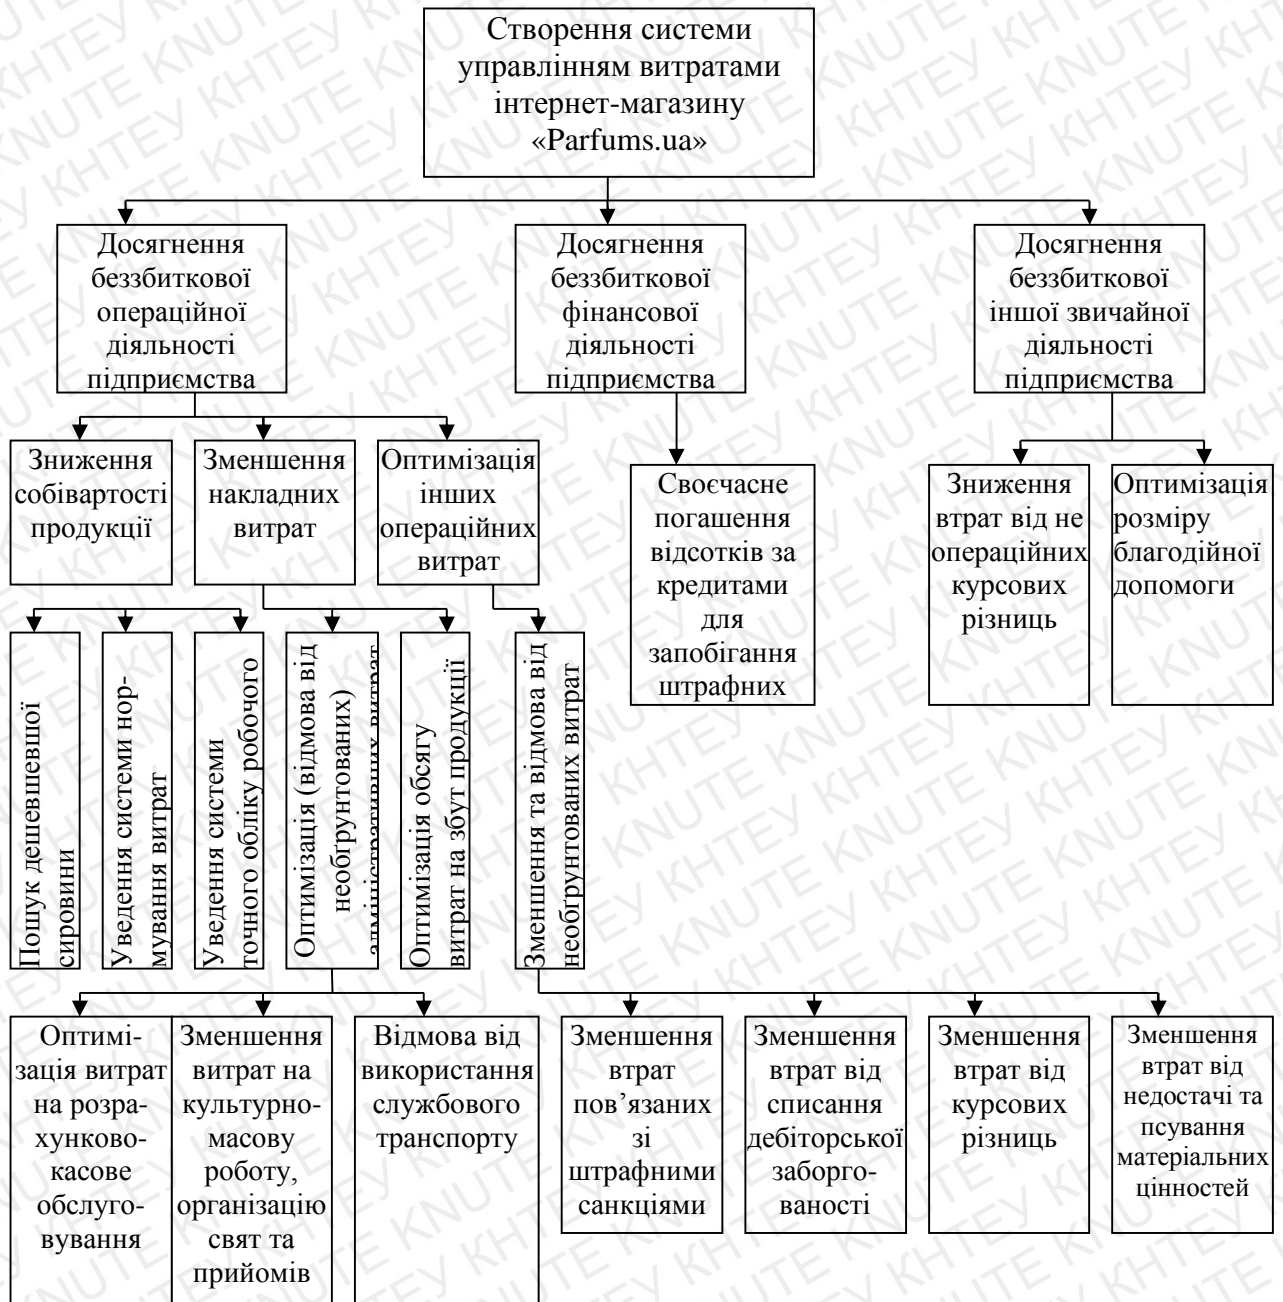 Створення системи
управлінням витратами
інтернет-магазину
«Parfums.ua»
Досягнення
беззбиткової
операційної
діяльності
підприємства
Досягнення
беззбиткової
фінансової
діяльності
підприємства
Досягнення
беззбиткової
іншої звичайної
діяльності
підприємства
Зниження
собівартості
продукції
Зменшення
накладних
витрат
Оптимізація
інших
операційних
витрат
Своєчасне
погашення
відсотків за
кредитами
для
запобігання
штрафних
Зниження
втрат від не
операційних
курсових
різниць
Оптимізація
розміру
благодійної
допомоги
Пошук дешевшої
сировини
Уведення системи нор-
мування витрат
Уведення системи
точного обліку робочого
Оптимізація (відмова від
необґрунтованих)
адміністративних витрат
Оптимізація обсягу
витрат на збут продукції
Зменшення та відмова від
необґрунтованих витрат
Оптимі-
зація витрат
на розра-
хунково-
касове
обслуго-
вування
Зменшення
витрат на
культурно-
масову
роботу,
організацію
свят та
прийомів
Відмова від
використання
службового
транспорту
Зменшення
втрат
пов’язаних
зі
штрафними
санкціями
Зменшення
втрат від
списання
дебіторської
заборго-
ваності
Зменшення
втрат від
курсових
різниць
Зменшення
втрат від
недостачі та
псування
матеріальних
цінностей